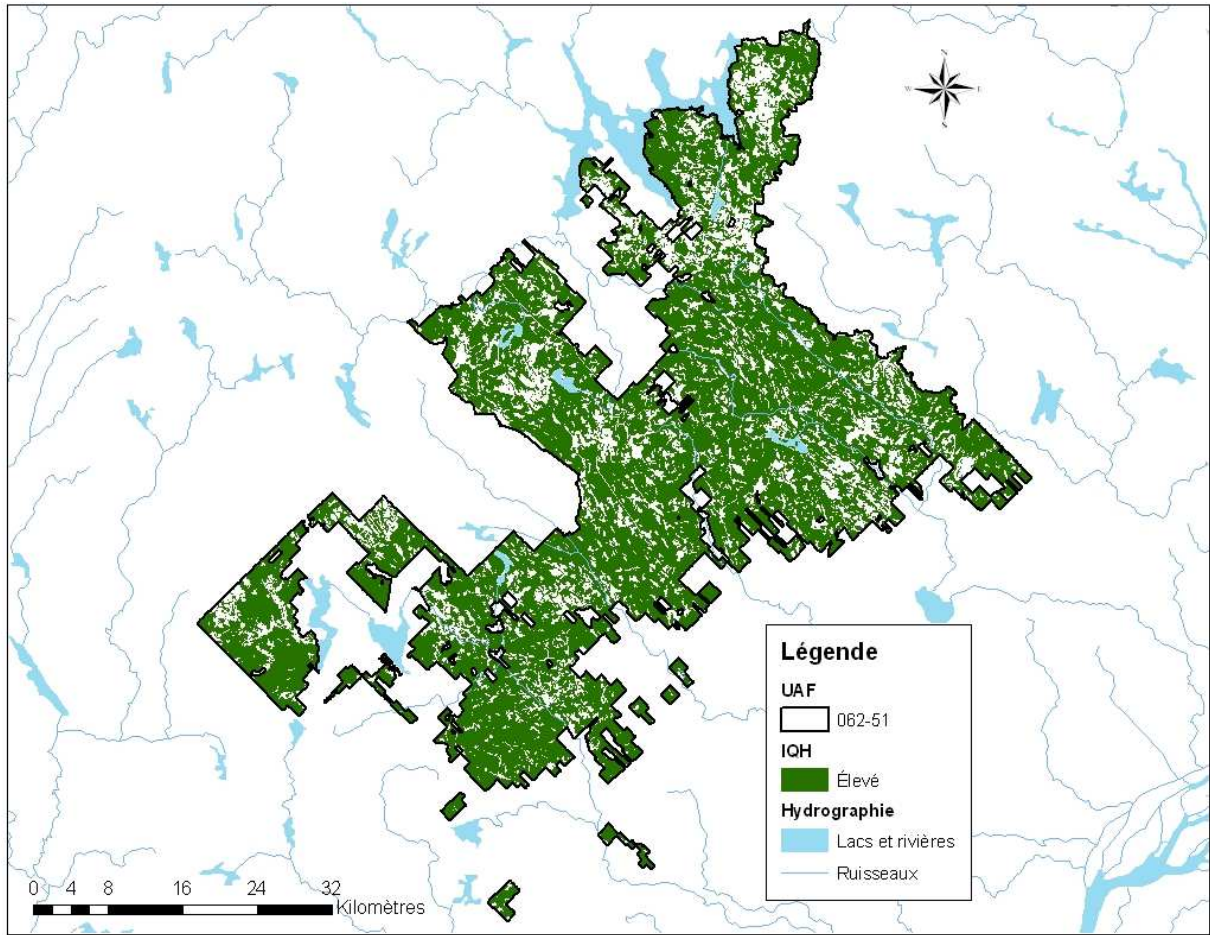 N
W
E
S
Légende
UAF
062-51
IQH
Élevé
Hydrographie
Lacs et rivières
Ruisseaux
0 4 8 16 24 32
Kilomètres